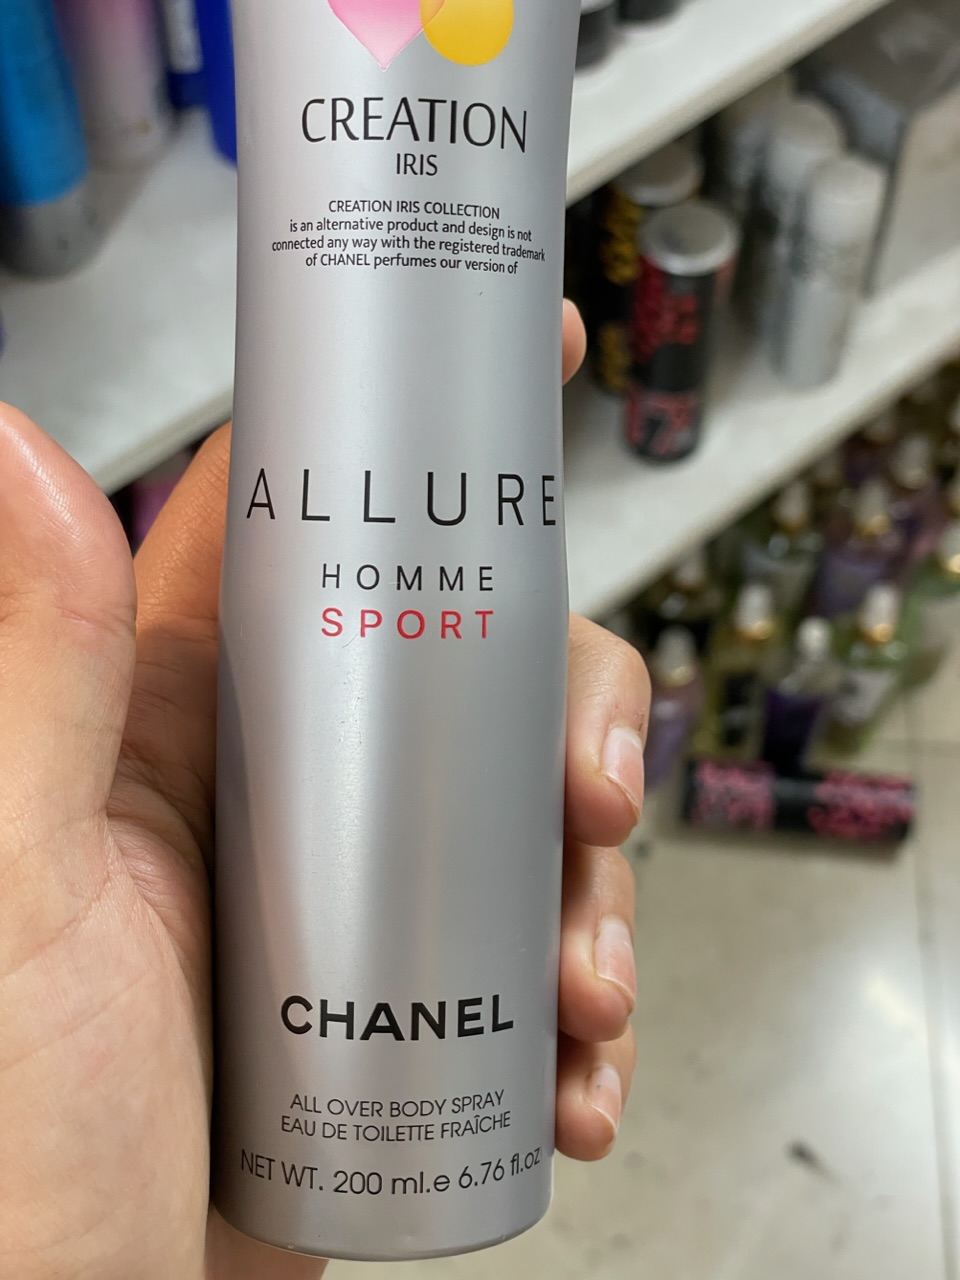 CREATION
IRIS
CREATION IRIS COLLECTION
is an alternative product and design is not
connected any way with the registered trademark
of CHANEL perfumes our version of
ALLURE
HOMME
SPORT
CHANEL
ALL OVER BODY SPRAY
EAU DE TOILETTE FRAÎCHE
NET WT. 200 ml.e 6.76 fl.oz